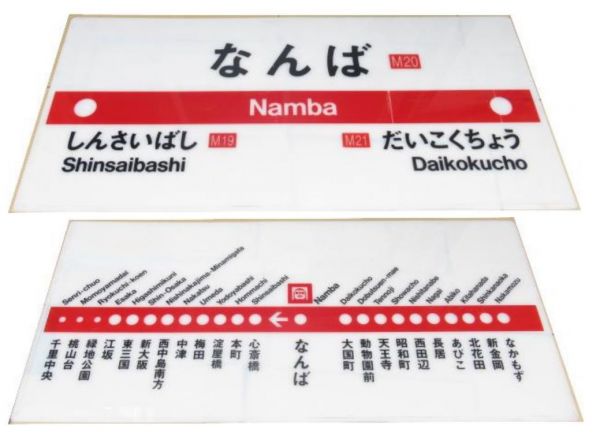 なんば M20
Namba
しんさいばし M19
Shinsaibashi
M21 だいこくちょう
Daikokucho
Senri-chuo
Momoyamadai
Ryokuchi-koen
Esaka
Higashimikuni
Shin-Osaka
Nishinakajima-Minamigata
Nakatsu
Umeda
Yodoyabashi
Hommachi
Shinsaibashi
Namba
Daikokucho
Dobutsuen-mae
Tennoji
Showacho
Nishitanabe
Nagai
Abiko
Kitahanada
Shinkanaoka
Nakamozu
千里中央
桃山台
緑地公園
江坂
東三国
新大阪
西中島南方
中津
梅田
淀屋橋
本町
心斎橋
なんば
大国町
動物園前
天王寺
昭和町
西田辺
長居
あびこ
北花田
新金岡
なかもず